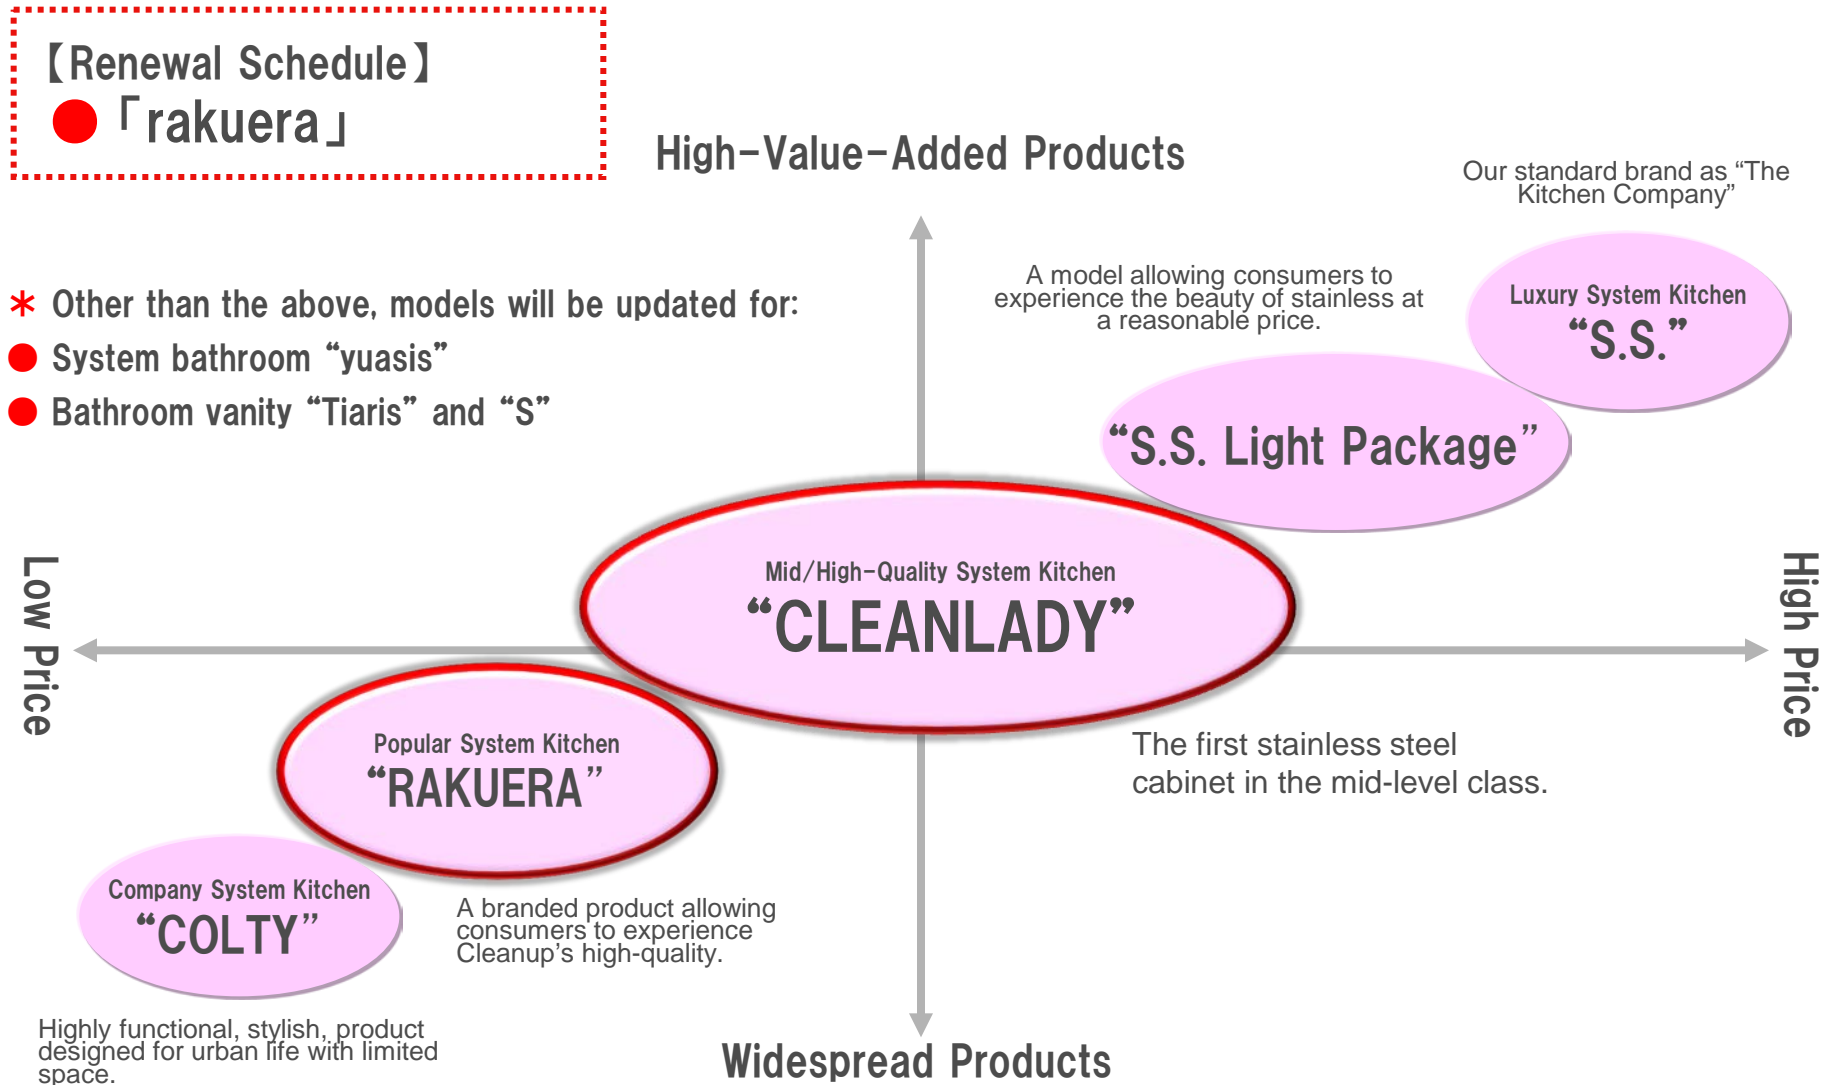 【Renewal Schedule】
●「rakuera」
High-Value-Added Products
Our standard brand as “The
Kitchen Company”
A model allowing consumers to
experience the beauty of stainless at
a reasonable price.
Luxury System Kitchen
“S.S.”
* Other than the above, models will be updated for:
● System bathroom “yuasis”
● Bathroom vanity “Tiaris” and “S”
“S.S. Light Package”
Low Price
Mid/High-Quality System Kitchen
“CLEANLADY”
High Price
Popular System Kitchen
“RAKUERA”
The first stainless steel
cabinet in the mid-level class.
Company System Kitchen
“COLTY”
A branded product allowing
consumers to experience
Cleanup’s high-quality.
Highly functional, stylish, product
designed for urban life with limited
space.
Widespread Products